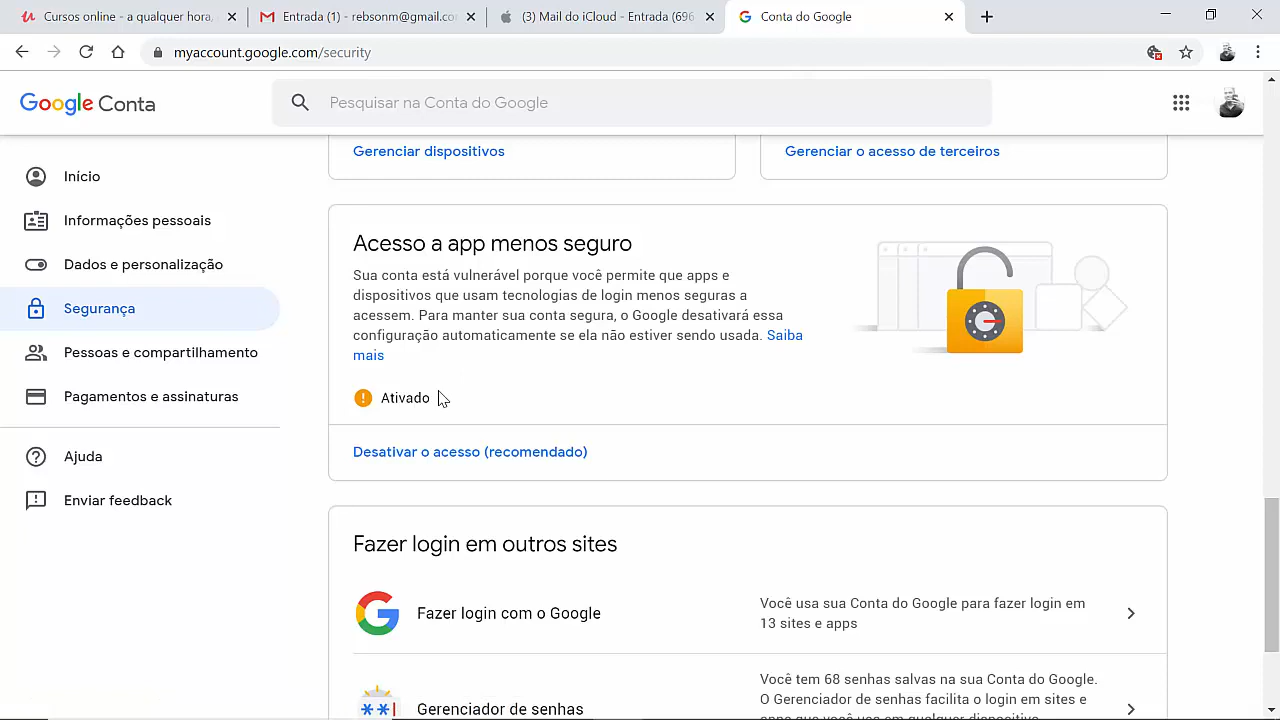 Cursos online - a qualquer hora,
Entrada (1) - rebsonm@gmail.co
(3) Mail do iCloud - Entrada (696
Conta do Google
myaccount.google.com/security
Google Conta
Pesquisar na Conta do Google
Início
Informações pessoais
Dados e personalização
Segurança
Pessoas e compartilhamento
Pagamentos e assinaturas
Ajuda
Enviar feedback
Gerenciar dispositivos
Gerenciar o acesso de terceiros
Acesso a app menos seguro
Sua conta está vulnerável porque você permite que apps e
dispositivos que usam tecnologias de login menos seguras a
acessem. Para manter sua conta segura, o Google desativará essa
configuração automaticamente se ela não estiver sendo usada. Saiba
mais
Ativado
Desativar o acesso (recomendado)
Fazer login em outros sites
Fazer login com o Google
Você usa sua Conta do Google para fazer login em
13 sites e apps
Gerenciador de senhas
Você tem 68 senhas salvas na sua Conta do Google.
O Gerenciador de senhas facilita o login em sites e
apps que você usa em qualquer dispositivo